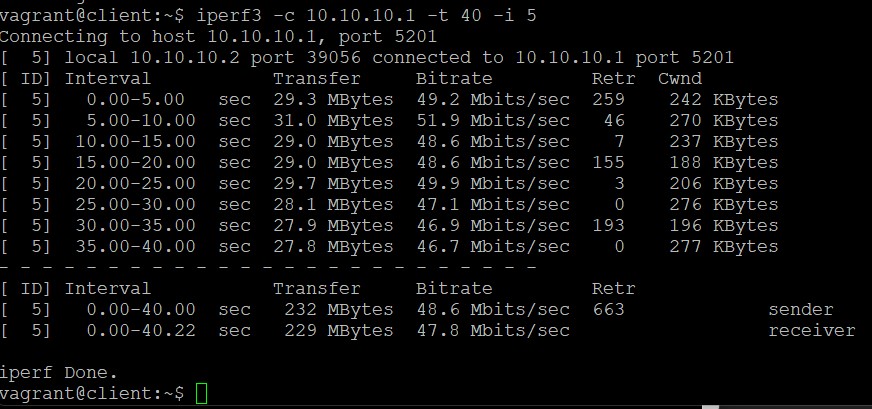 vagrant@client:~$ iperf3 -c 10.10.10.1 -t 40 -i 5
Connecting to host 10.10.10.1, port 5201
[  5] local 10.10.10.2 port 39056 connected to 10.10.10.1 port 5201
[ ID] Interval           Transfer     Bitrate         Retr  Cwnd
[  5]   0.00-5.00   sec  29.3 MBytes  49.2 Mbits/sec  259    242 KBytes
[  5]   5.00-10.00  sec  31.0 MBytes  51.9 Mbits/sec   46    270 KBytes
[  5]  10.00-15.00  sec  29.0 MBytes  48.6 Mbits/sec    7    237 KBytes
[  5]  15.00-20.00  sec  29.0 MBytes  48.6 Mbits/sec  155    188 KBytes
[  5]  20.00-25.00  sec  29.7 MBytes  49.9 Mbits/sec    3    206 KBytes
[  5]  25.00-30.00  sec  28.1 MBytes  47.1 Mbits/sec    0    276 KBytes
[  5]  30.00-35.00  sec  27.9 MBytes  46.9 Mbits/sec  193    196 KBytes
[  5]  35.00-40.00  sec  27.8 MBytes  46.7 Mbits/sec    0    277 KBytes
- - - - - - - - - - - - - - - - - - - - - - - - -
[ ID] Interval           Transfer     Bitrate         Retr
[  5]   0.00-40.00  sec   232 MBytes  48.6 Mbits/sec  663             sender
[  5]   0.00-40.22  sec   229 MBytes  47.8 Mbits/sec                  receiver
iperf Done.
vagrant@client:~$